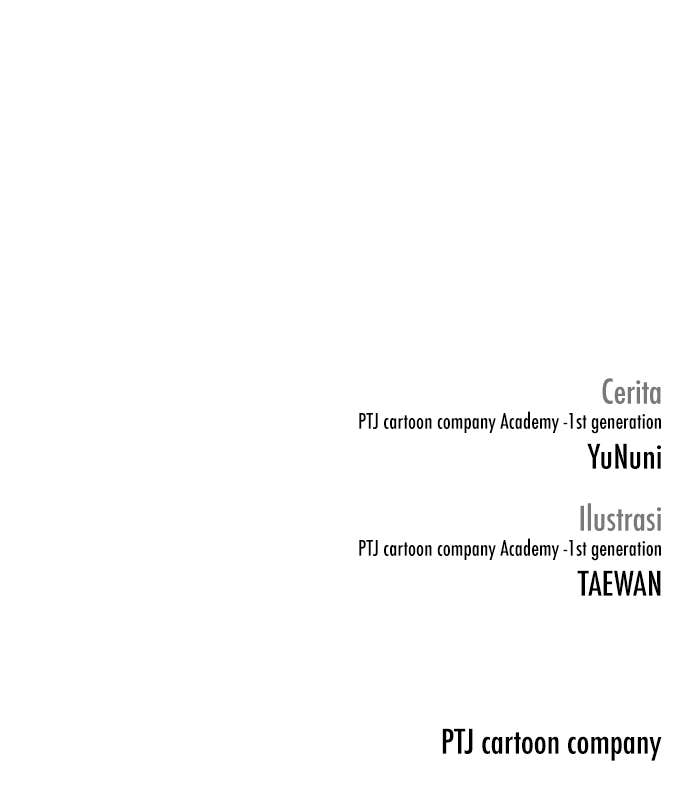 Cerita
PTJ cartoon company Academy -1st generation
YuNuni
Ilustrasi
PTJ cartoon company Academy -1st generation
TAEWAN
PTJ cartoon company